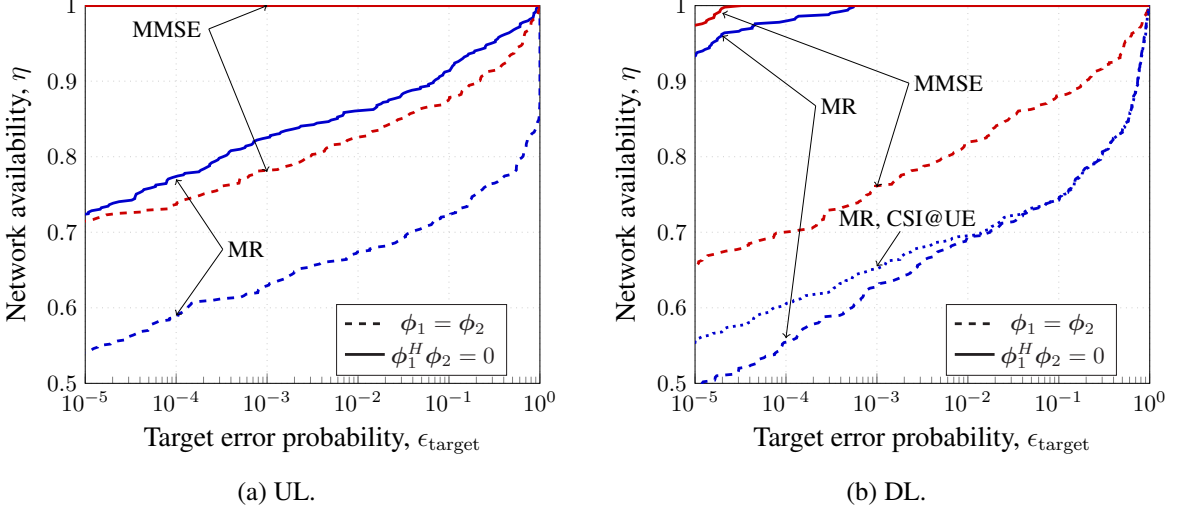 1
0.9
0.8
0.7
0.6
0.5
Network availability, η
10⁻⁵ 10⁻⁴ 10⁻³ 10⁻² 10⁻¹ 10⁰
Target error probability, ϵ_target
MMSE
MR
ϕ₁ = ϕ₂
ϕ₁ᴴϕ₂ = 0
(a) UL.
1
0.9
0.8
0.7
0.6
0.5
Network availability, η
10⁻⁵ 10⁻⁴ 10⁻³ 10⁻² 10⁻¹ 10⁰
Target error probability, ϵ_target
MMSE
MR
MR, CSI@UE
ϕ₁ = ϕ₂
ϕ₁ᴴϕ₂ = 0
(b) DL.